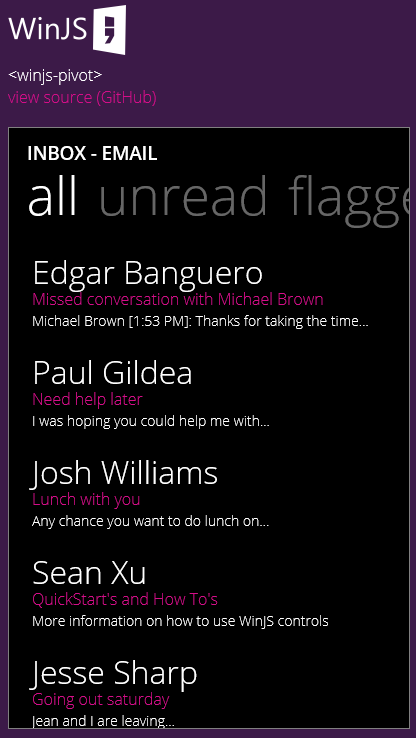 WinJS
<winjs-pivot>
view source (GitHub)
INBOX - EMAIL
all unread flagge
Edgar Banguero
Missed conversation with Michael Brown
Michael Brown [1:53 PM]: Thanks for taking the time...
Paul Gildea
Need help later
I was hoping you could help me with...
Josh Williams
Lunch with you
Any chance you want to do lunch on...
Sean Xu
QuickStart's and How To's
More information on how to use WinJS controls
Jesse Sharp
Going out saturday
Jean and I are leaving...